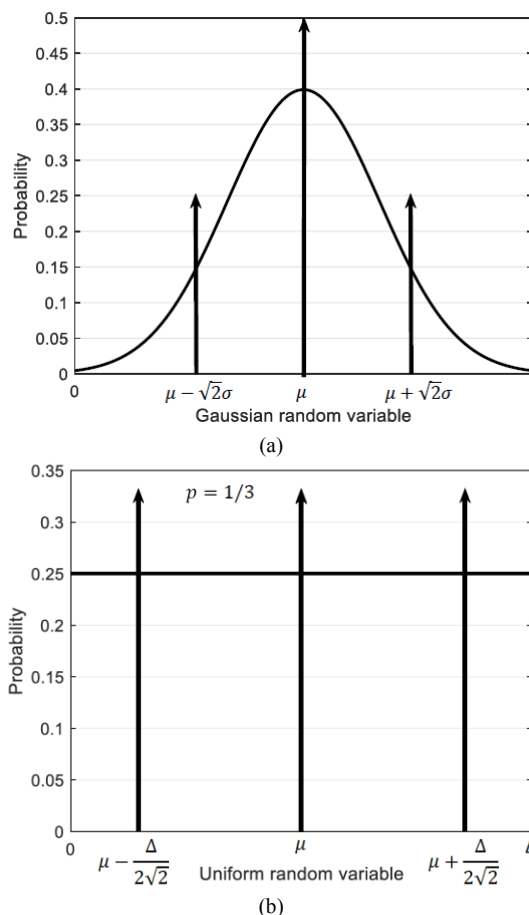 0.5
0.45
0.4
0.35
0.3
0.25
0.2
0.15
0.1
0.05
0
Probability
0 μ − √2σ μ μ + √2σ
Gaussian random variable
(a)
0.35
0.3
0.25
0.2
0.15
0.1
0.05
0
p = 1/3
Probability
0 μ − Δ/2√2 μ μ + Δ/2√2
Uniform random variable
(b)